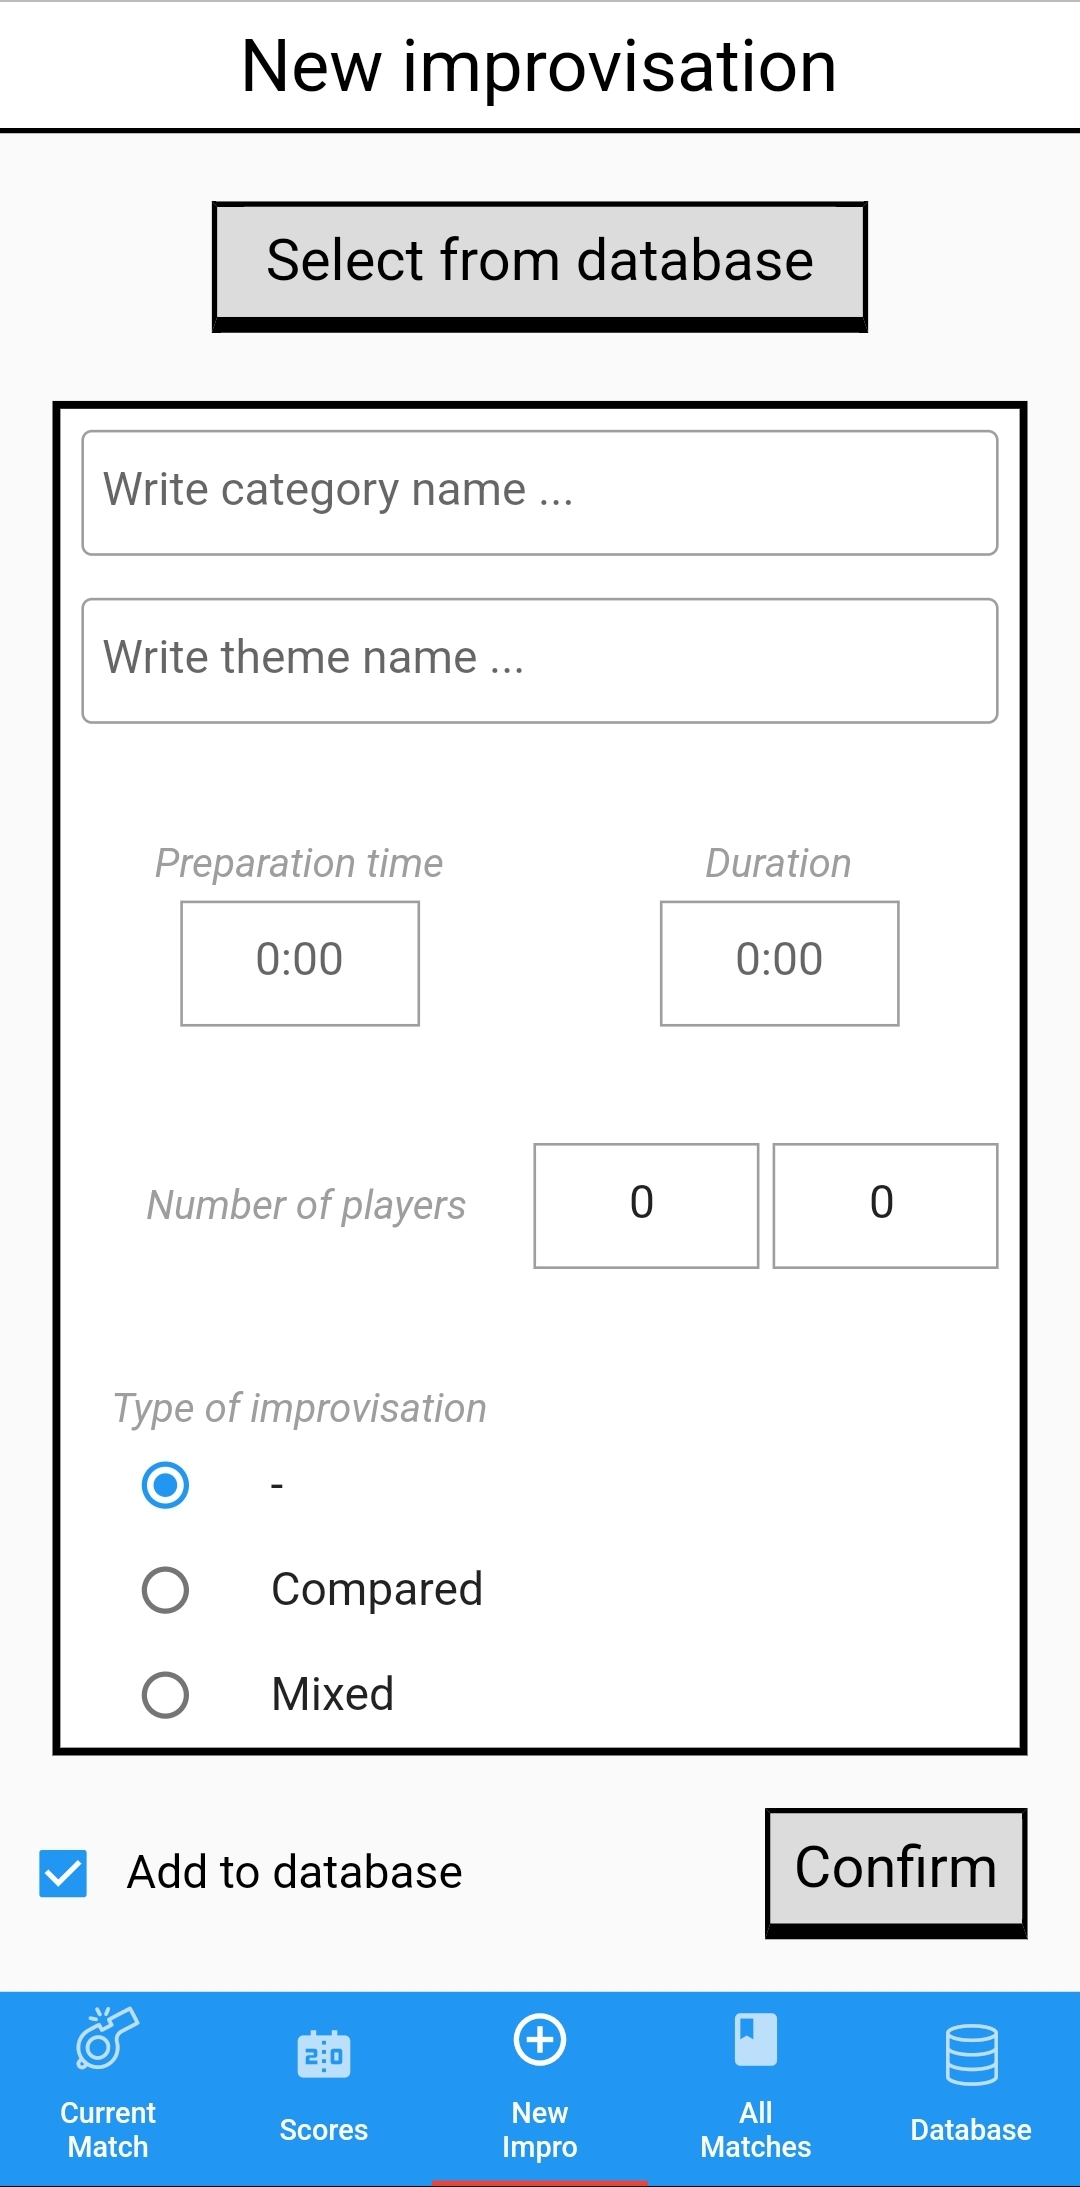 New improvisation
Select from database
Write category name ...
Write theme name ...
Preparation time
Duration
0:00
0:00
Number of players
0
0
Type of improvisation
-
Compared
Mixed
Add to database
Confirm
2:0
Current
Match
Scores
New
Impro
All
Matches
Database